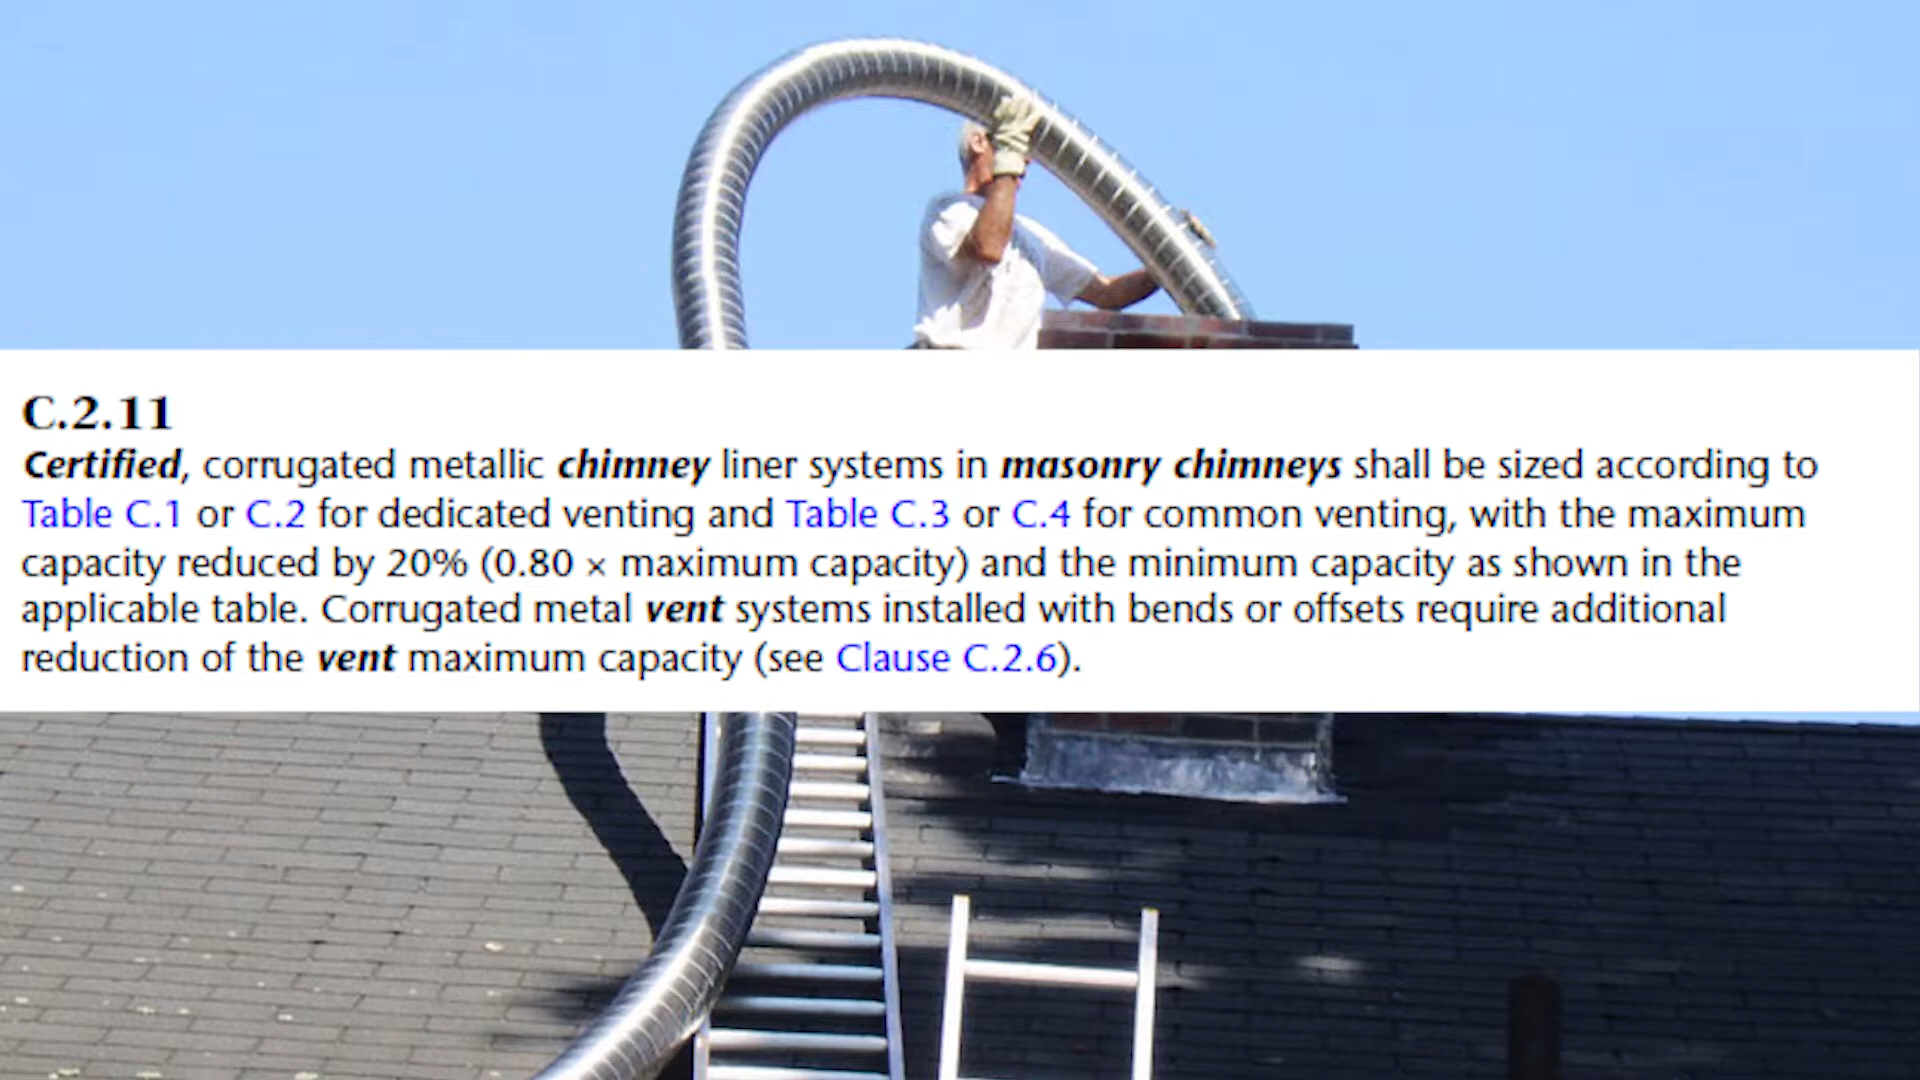 C.2.11
Certified, corrugated metallic chimney liner systems in masonry chimneys shall be sized according to
Table C.1 or C.2 for dedicated venting and Table C.3 or C.4 for common venting, with the maximum
capacity reduced by 20% (0.80 × maximum capacity) and the minimum capacity as shown in the
applicable table. Corrugated metal vent systems installed with bends or offsets require additional
reduction of the vent maximum capacity (see Clause C.2.6).